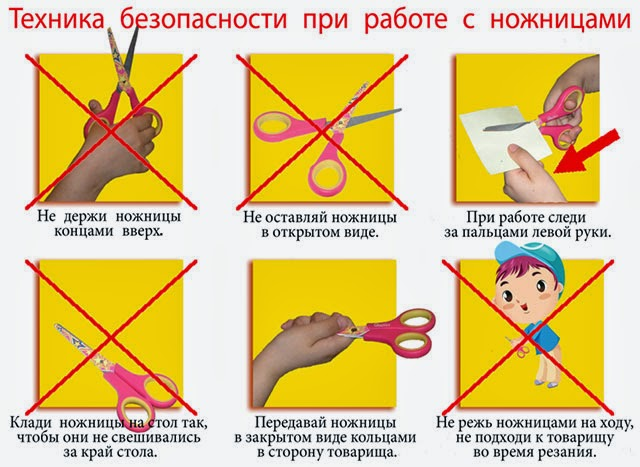 Техника безопасности при работе с ножницами
Не держи ножницы
концами вверх.
Не оставляй ножницы
в открытом виде.
При работе следи
за пальцами левой руки.
Клади ножницы на стол так,
чтобы они не свешивались
за край стола.
Передавай ножницы
в закрытом виде кольцами
в сторону товарища.
Не режь ножницами на ходу,
не подходи к товарищу
во время резания.